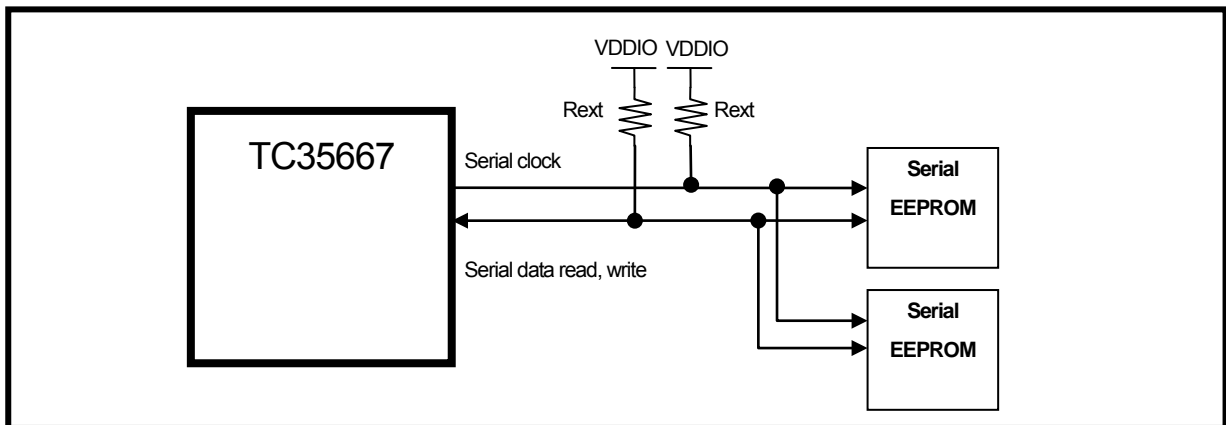 VDDIO VDDIO
Rext Rext
TC35667
Serial clock
Serial data read, write
Serial
EEPROM
Serial
EEPROM